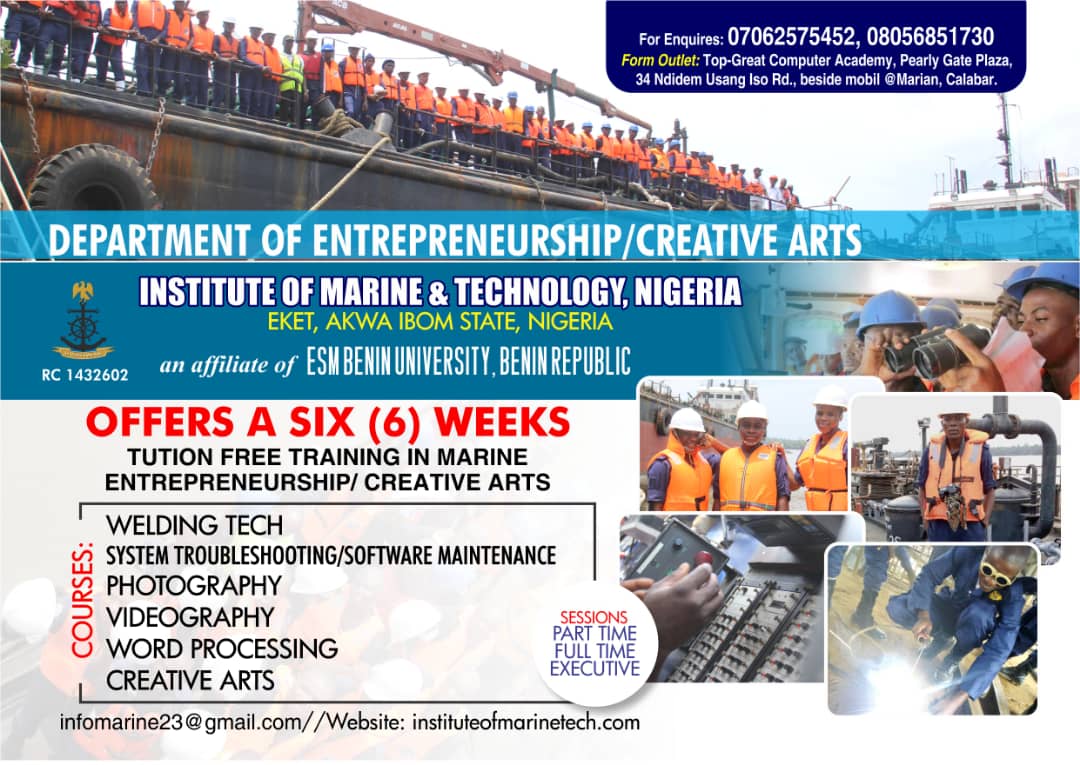 For Enquires: 07062575452, 08056851730
Form Outlet: Top-Great Computer Academy, Pearly Gate Plaza,
34 Ndidem Usang Iso Rd., beside mobil @Marian, Calabar.
DEPARTMENT OF ENTREPRENEURSHIP/CREATIVE ARTS
INSTITUTE OF MARINE & TECHNOLOGY, NIGERIA
EKET, AKWA IBOM STATE, NIGERIA
RC 1432602
an affiliate of ESM BENIN UNIVERSITY, BENIN REPUBLIC
OFFERS A SIX (6) WEEKS
TUTION FREE TRAINING IN MARINE
ENTREPRENEURSHIP/ CREATIVE ARTS
COURSES:
WELDING TECH
SYSTEM TROUBLESHOOTING/SOFTWARE MAINTENANCE
PHOTOGRAPHY
VIDEOGRAPHY
WORD PROCESSING
CREATIVE ARTS
SESSIONS
PART TIME
FULL TIME
EXECUTIVE
infomarine23@gmail.com//Website: instituteofmarinetech.com